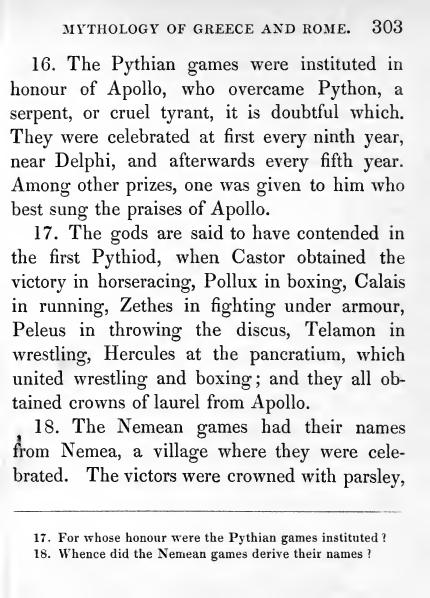 MYTHOLOGY OF GREECE AND ROME. 303
16. The Pythian games were instituted in
honour of Apollo, who overcame Python, a
serpent, or cruel tyrant, it is doubtful which.
They were celebrated at first every ninth year,
near Delphi, and afterwards every fifth year.
Among other prizes, one was given to him who
best sung the praises of Apollo.
17. The gods are said to have contended in
the first Pythiod, when Castor obtained the
victory in horseracing, Pollux in boxing, Calais
in running, Zethes in fighting under armour,
Peleus in throwing the discus, Telamon in
wrestling, Hercules at the pancratium, which
united wrestling and boxing; and they all ob-
tained crowns of laurel from Apollo.
18. The Nemean games had their names
from Nemea, a village where they were cele-
brated. The victors were crowned with parsley,
17. For whose honour were the Pythian games instituted?
18. Whence did the Nemean games derive their names?